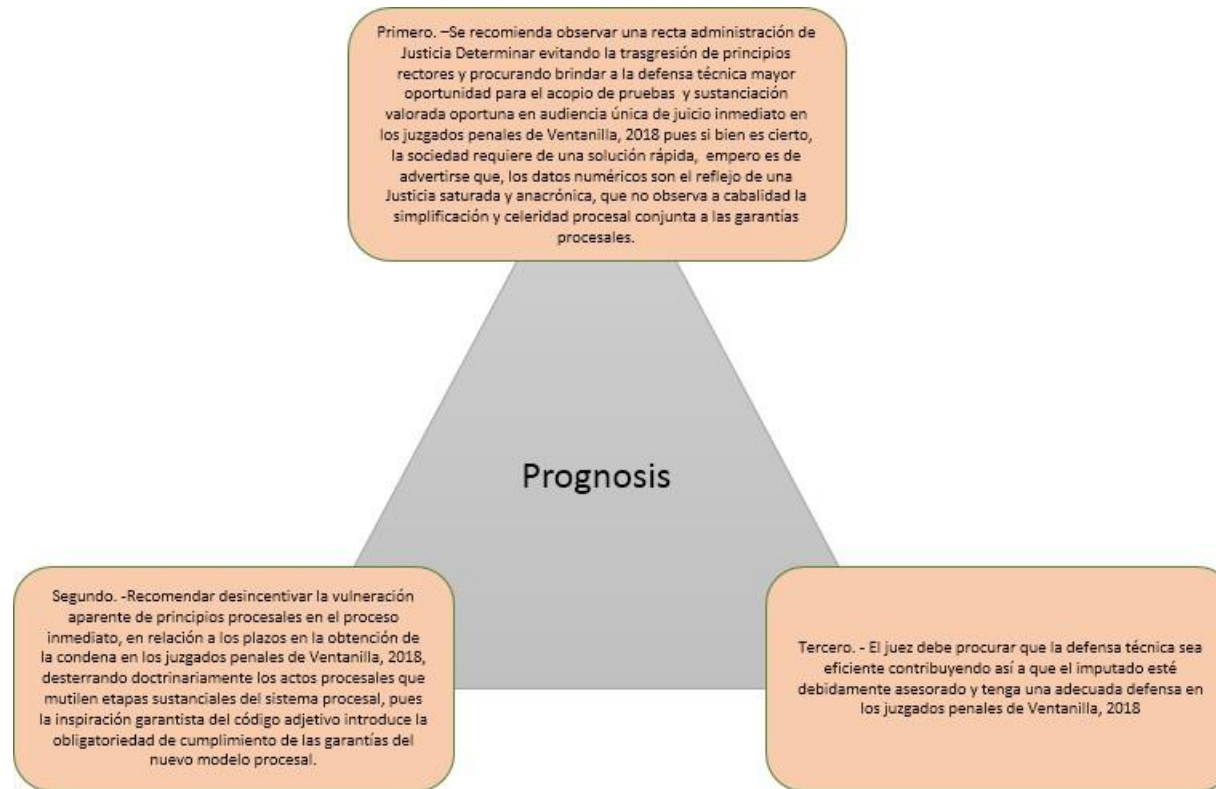 Primero. –Se recomienda observar una recta administración de
Justicia Determinar evitando la trasgresión de principios
rectores y procurando brindar a la defensa técnica mayor
oportunidad para el acopio de pruebas y sustanciación
valorada oportuna en audiencia única de juicio inmediato en
los juzgados penales de Ventanilla, 2018 pues si bien es cierto,
la sociedad requiere de una solución rápida, empero es de
advertirse que, los datos numéricos son el reflejo de una
Justicia saturada y anacrónica, que no observa a cabalidad la
simplificación y celeridad procesal conjunta a las garantías
procesales.
Prognosis
Segundo. -Recomendar desincentivar la vulneración
aparente de principios procesales en el proceso
inmediato, en relación a los plazos en la obtención de
la condena en los juzgados penales de Ventanilla, 2018,
desterrando doctrinariamente los actos procesales que
mutilen etapas sustanciales del sistema procesal, pues
la inspiración garantista del código adjetivo introduce la
obligatoriedad de cumplimiento de las garantías del
nuevo modelo procesal.
Tercero. - El juez debe procurar que la defensa técnica sea
eficiente contribuyendo así a que el imputado esté
debidamente asesorado y tenga una adecuada defensa en
los juzgados penales de Ventanilla, 2018